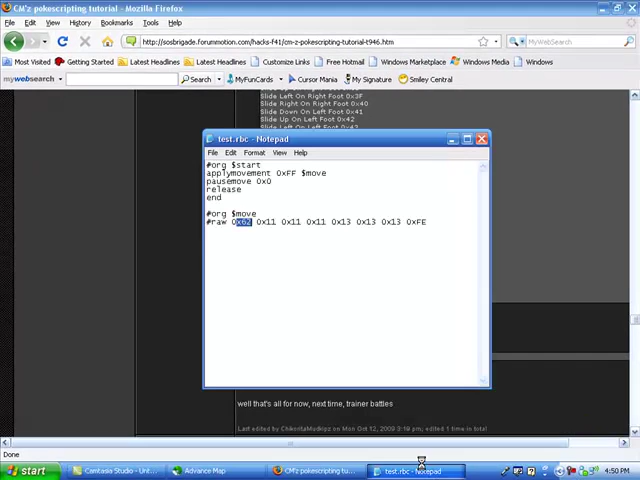 CM'z pokescripting tutorial - Mozilla Firefox
File Edit View History Bookmarks Tools Help
http://sosbrigade.forummotion.com/hacks-f41/cm-z-pokescripting-tutorial-t946.htm
MyWebSearch
Most Visited Getting Started Latest Headlines Latest Headlines Customize Links Free Hotmail Windows Marketplace Windows Media Windows
mywebsearch Search MyFunCards Cursor Mania My Signature Smiley Central
Slide Left On Right Foot 0x3F
Slide Right On Right Foot 0x40
Slide Down On Left Foot 0x41
Slide Up On Left Foot 0x42
test.rbc - Notepad
File Edit Format View Help
#org $start
applymovement 0xFF $move
pausemove 0x0
release
end
#org $move
#raw 0x62 0x11 0x11 0x11 0x13 0x13 0x13 0xFE
well that's all for now, next time, trainer battles
Last edited by ChikoritaModkipz on Mon Oct 12, 2009 3:19 pm; edited 1 time in total
Done
start Camtasia Studio - Unt... Advance Map CM'z pokescripting tu... test.rbc - Notepad 4:50 PM